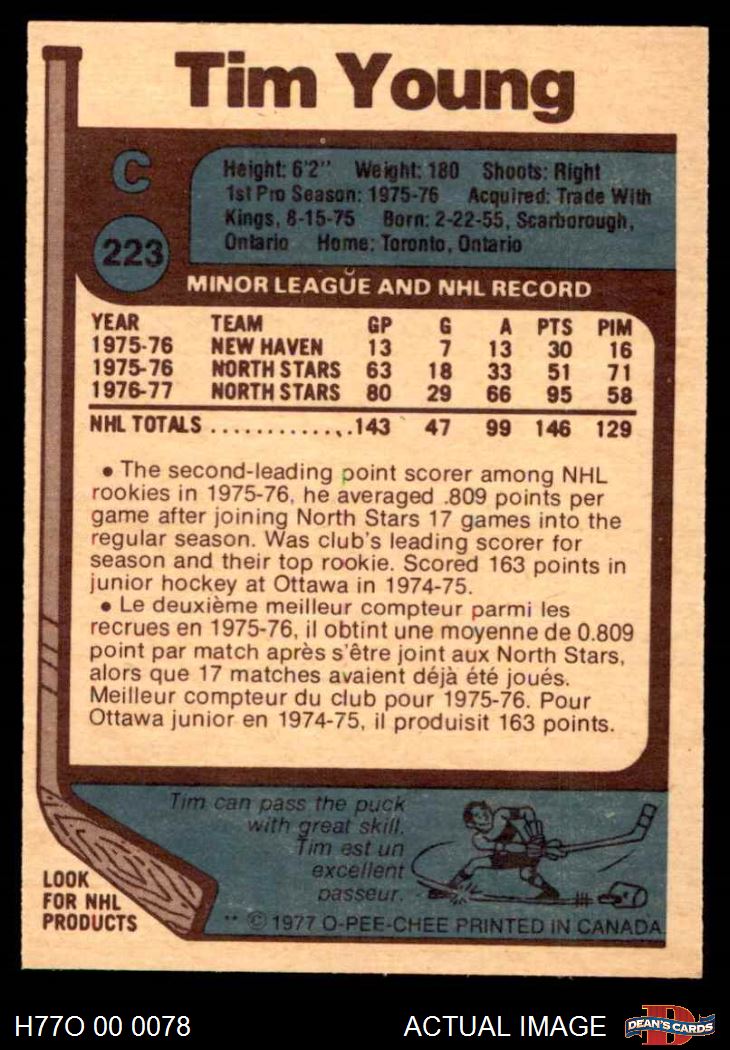 Tim Young
C
Height: 6'2" Weight: 180 Shoots: Right
1st Pro Season: 1975-76 Acquired: Trade With
Kings, 8-15-75 Born: 2-22-55, Scarborough,
Ontario Home: Toronto, Ontario
223
MINOR LEAGUE AND NHL RECORD
YEAR TEAM GP G A PTS PIM
1975-76 NEW HAVEN 13 7 13 30 16
1975-76 NORTH STARS 63 18 33 51 71
1976-77 NORTH STARS 80 29 66 95 58
NHL TOTALS ............. 143 47 99 146 129
• The second-leading point scorer among NHL
rookies in 1975-76, he averaged .809 points per
game after joining North Stars 17 games into the
regular season. Was club's leading scorer for
season and their top rookie. Scored 163 points in
junior hockey at Ottawa in 1974-75.
• Le deuxième meilleur compteur parmi les
recrues en 1975-76, il obtint une moyenne de 0.809
point par match après s'être joint aux North Stars,
alors que 17 matches avaient déjà été joués.
Meilleur compteur du club pour 1975-76. Pour
Ottawa junior en 1974-75, il produisit 163 points.
Tim can pass the puck
with great skill.
Tim est un
excellent
passeur.
LOOK
FOR NHL
PRODUCTS
** © 1977 O-PEE-CHEE PRINTED IN CANADA
H77O 00 0078
ACTUAL IMAGE
D
DEAN'S CARDS